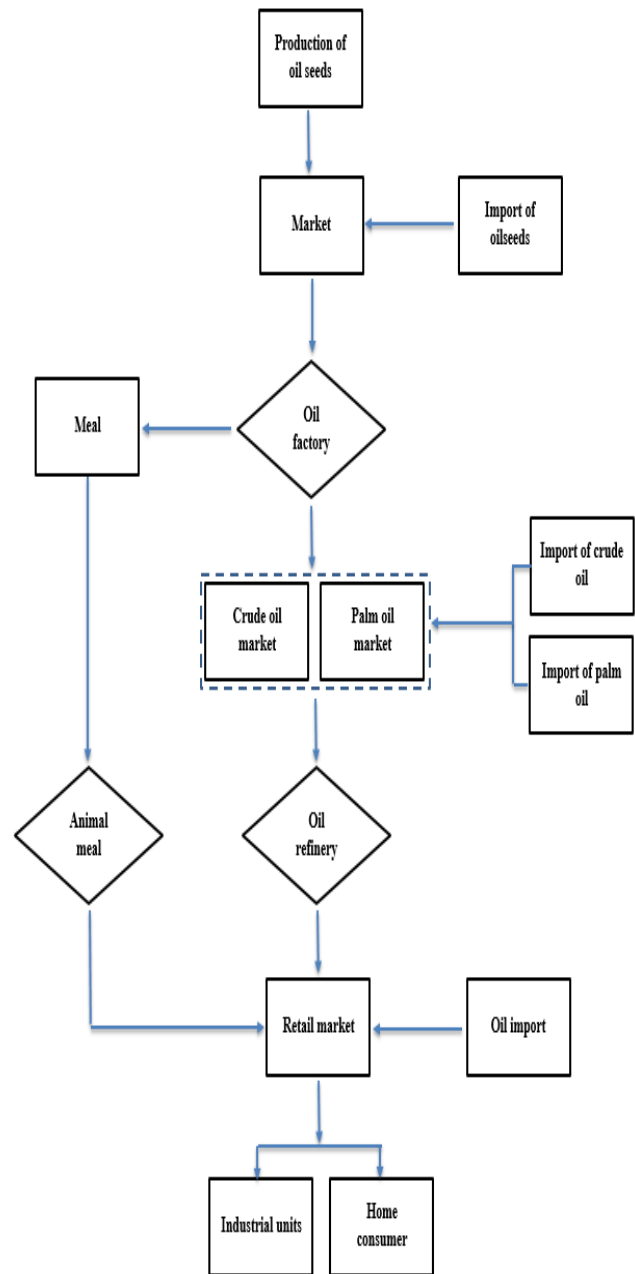 Production of
oil seeds
Market
Import of
oilseeds
Oil
factory
Meal
Crude oil
market
Palm oil
market
Import of crude
oil
Import of palm
oil
Animal
meal
Oil
refinery
Retail market
Oil import
Industrial units
Home
consumer